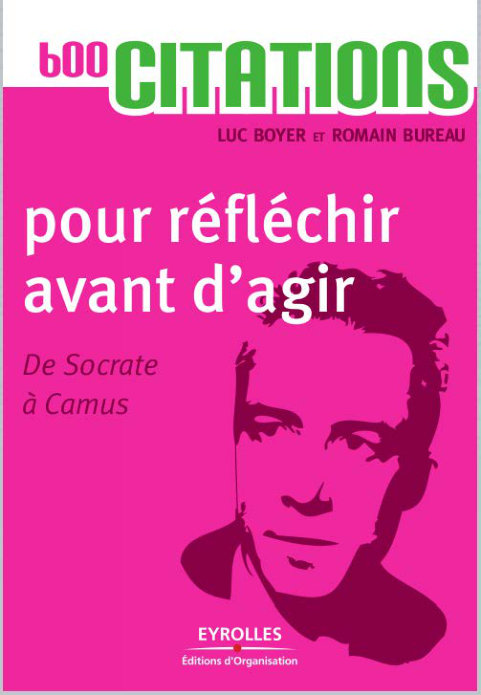 600 CITATIONS
LUC BOYER ET ROMAIN BUREAU
pour réfléchir
avant d'agir
De Socrate
à Camus
EYROLLES
Éditions d'Organisation